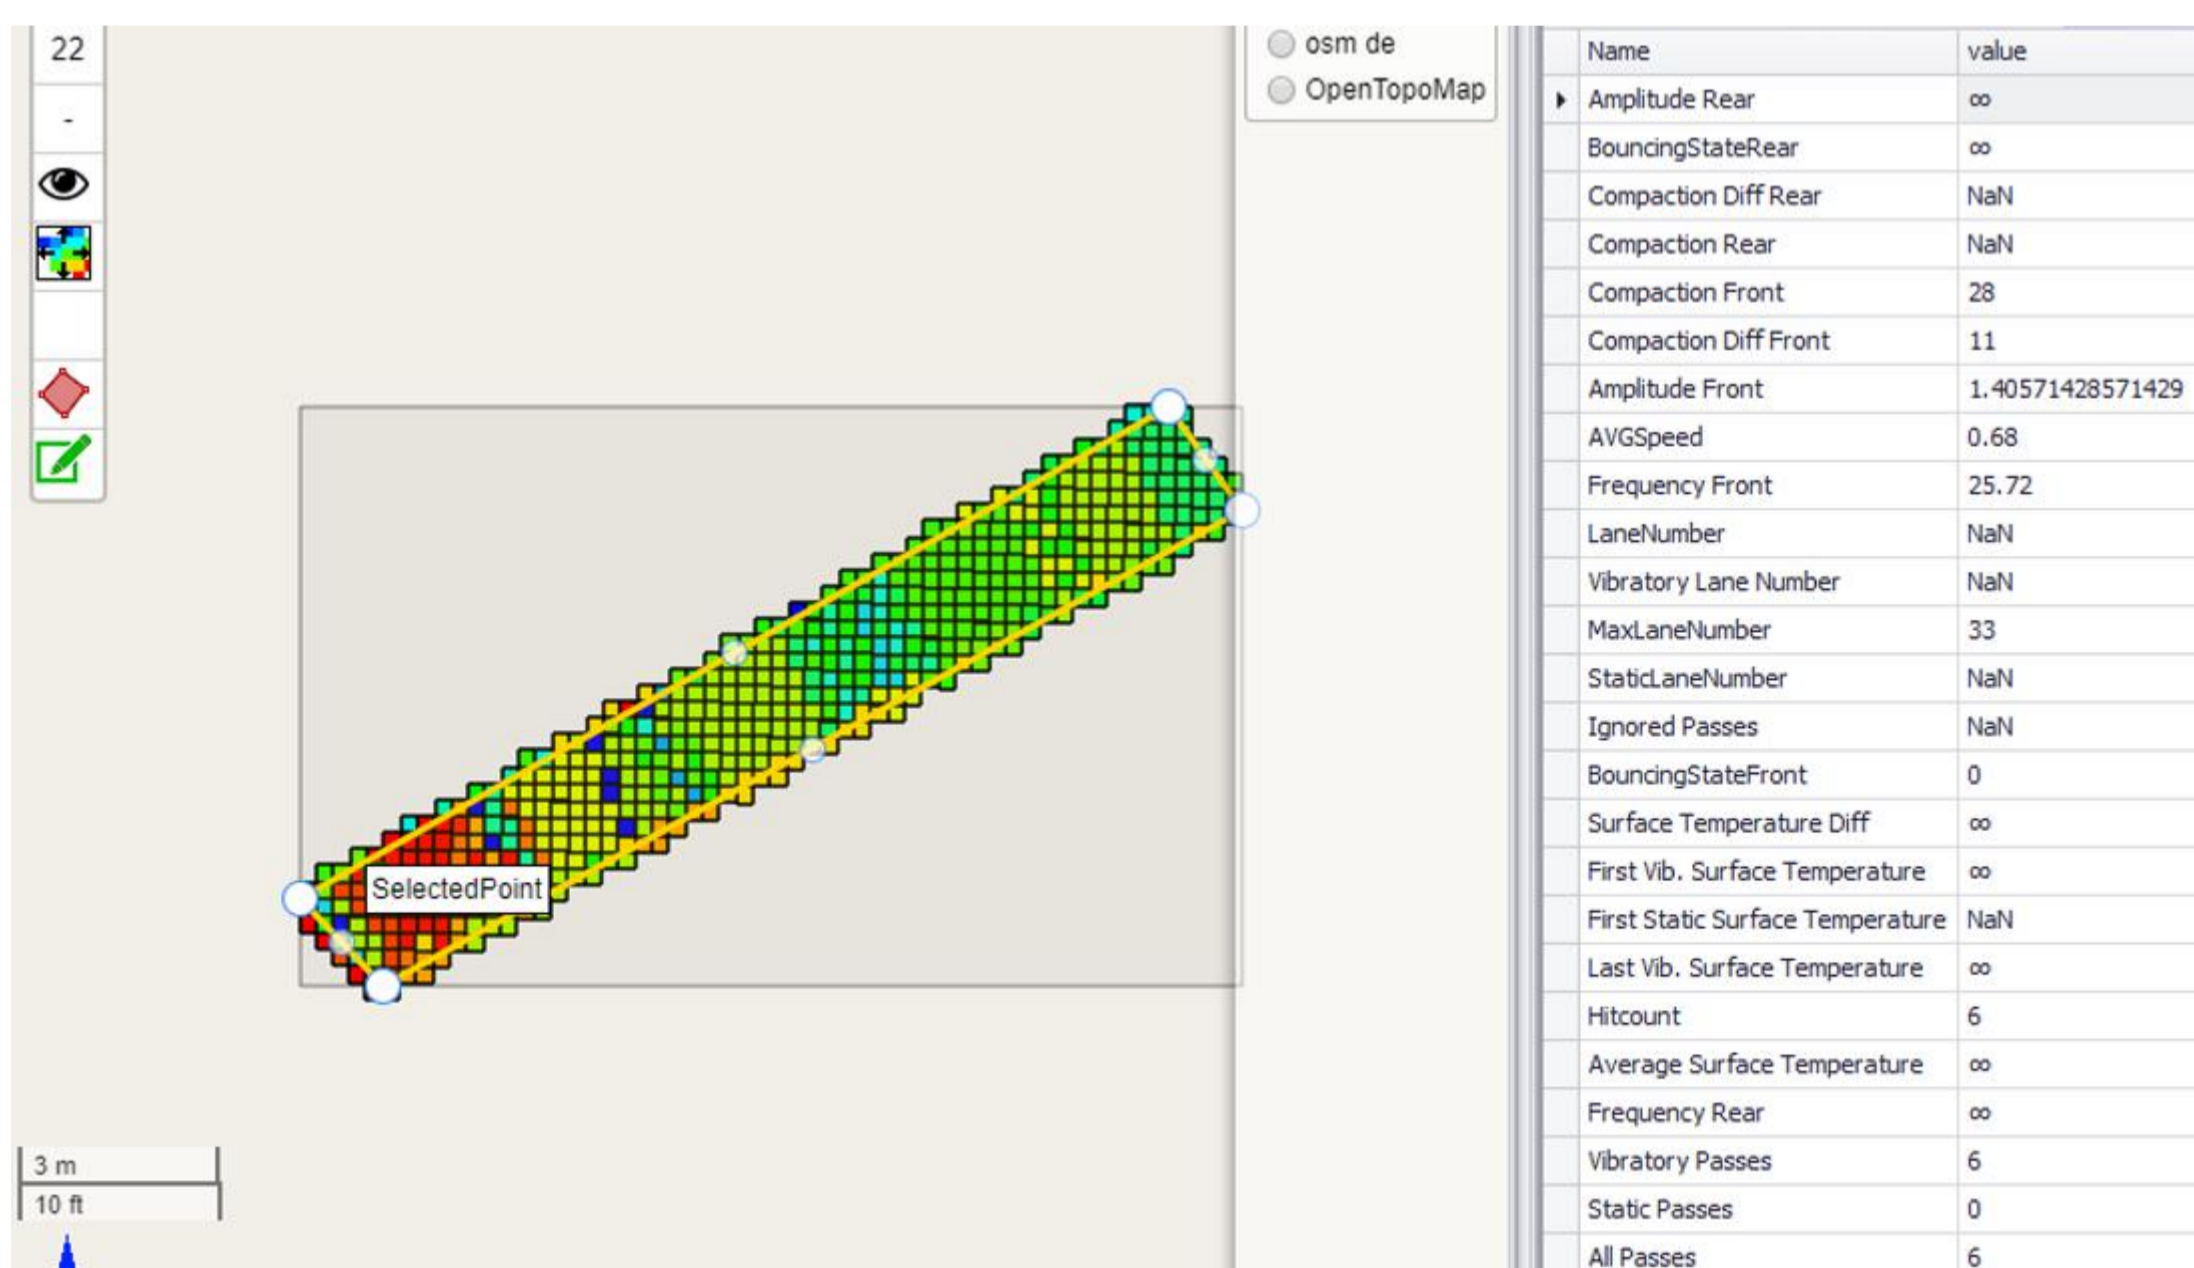 22
-
osm de
OpenTopoMap
SelectedPoint
3 m
10 ft
Name value
Amplitude Rear ∞
BouncingStateRear ∞
Compaction Diff Rear NaN
Compaction Rear NaN
Compaction Front 28
Compaction Diff Front 11
Amplitude Front 1.40571428571429
AVGSpeed 0.68
Frequency Front 25.72
LaneNumber NaN
Vibratory Lane Number NaN
MaxLaneNumber 33
StaticLaneNumber NaN
Ignored Passes NaN
BouncingStateFront 0
Surface Temperature Diff ∞
First Vib. Surface Temperature ∞
First Static Surface Temperature NaN
Last Vib. Surface Temperature ∞
Hitcount 6
Average Surface Temperature ∞
Frequency Rear ∞
Vibratory Passes 6
Static Passes 0
All Passes 6